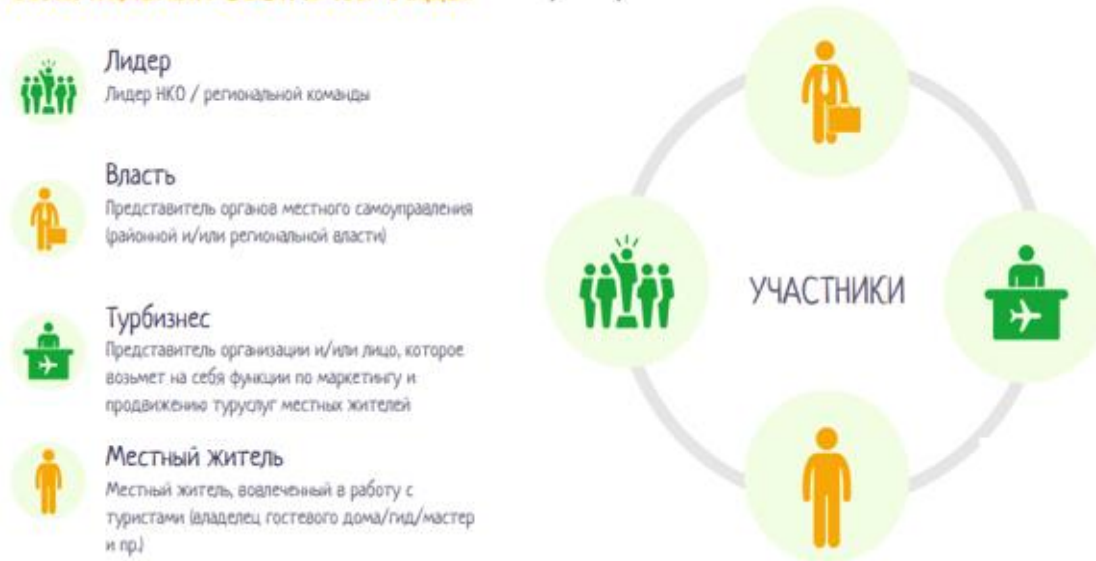 Лидер
Лидер НКО / региональной команды
Власть
Представитель органов местного самоуправления
(районной и/или региональной власти)
Турбизнес
Представитель организации и/или лицо, которое
возьмет на себя функции по маркетингу и
продвижению туруслуг местных жителей
Местный житель
Местный житель, вовлеченный в работу с
туристами (владелец гостевого дома/гид/мастер
и пр.)
УЧАСТНИКИ